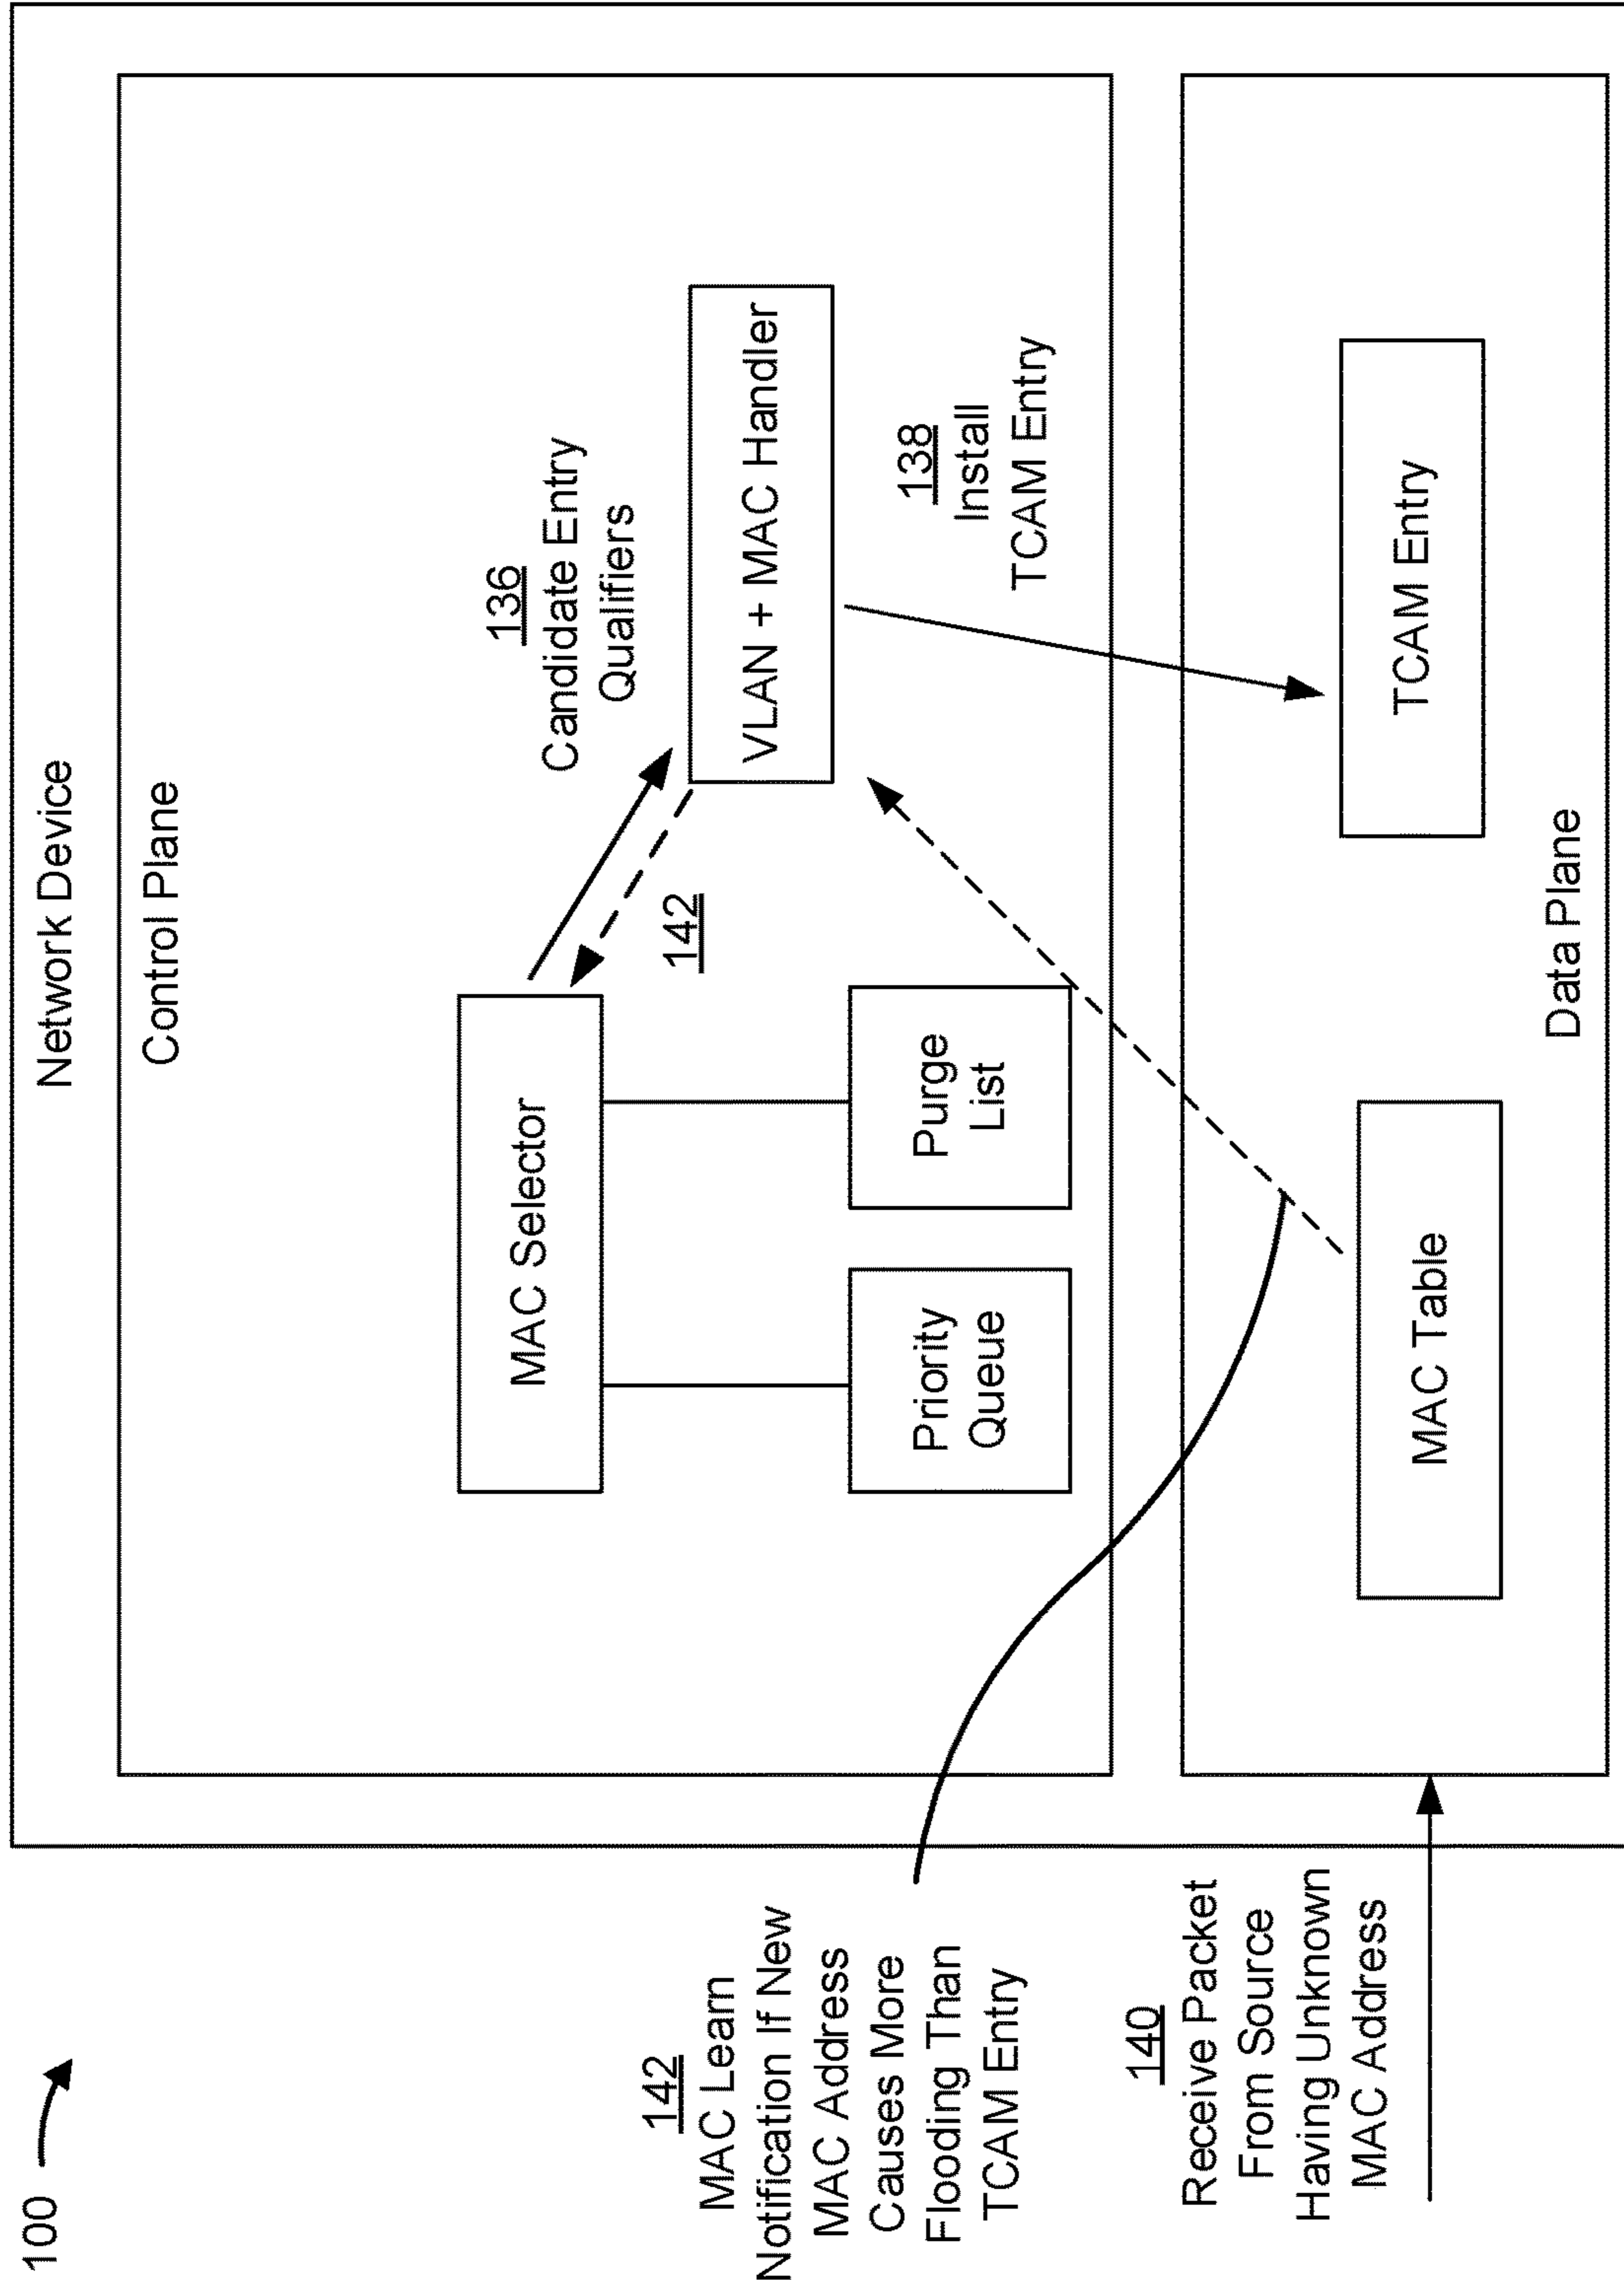 100
Network Device
Control Plane
136
Candidate Entry
Qualifiers
MAC Selector
142
VLAN + MAC Handler
Priority
Queue
Purge
List
138
Install
TCAM Entry
142
MAC Learn
Notification If New
MAC Address
Causes More
Flooding Than
TCAM Entry
140
Receive Packet
From Source
Having Unknown
MAC Address
MAC Table
TCAM Entry
Data Plane